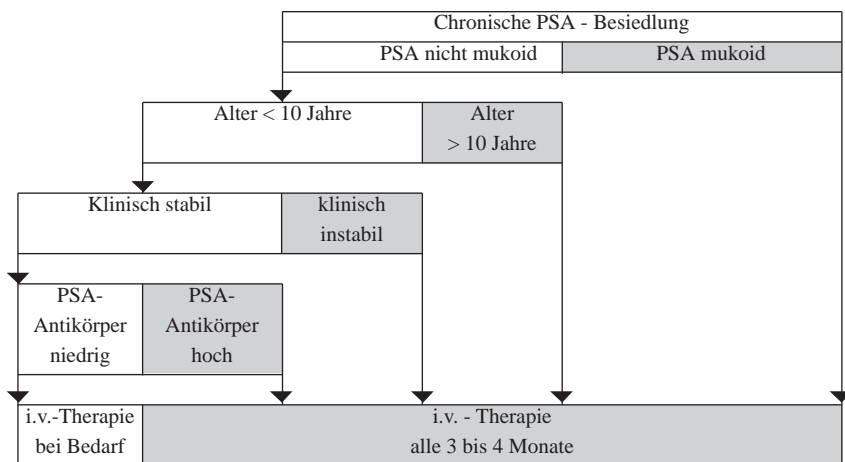 Chronische PSA - Besiedlung
PSA nicht mukoid
PSA mukoid
Alter < 10 Jahre
Alter
> 10 Jahre
Klinisch stabil
klinisch
instabil
PSA-
Antikörper
niedrig
PSA-
Antikörper
hoch
i.v.-Therapie
bei Bedarf
i.v. - Therapie
alle 3 bis 4 Monate